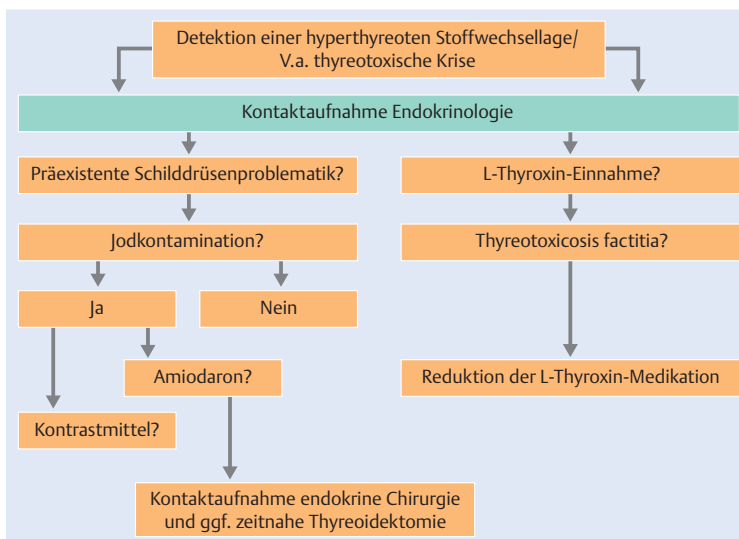 Detektion einer hyperthyreoten Stoffwechsellage/
V.a. thyreotoxische Krise
Kontaktaufnahme Endokrinologie
Präexistente Schilddrüsenproblematik?
L-Thyroxin-Einnahme?
Jodkontamination?
Thyreotoxicosis factitia?
Ja
Nein
Amiodaron?
Reduktion der L-Thyroxin-Medikation
Kontrastmittel?
Kontaktaufnahme endokrine Chirurgie
und ggf. zeitnahe Thyreoidektomie